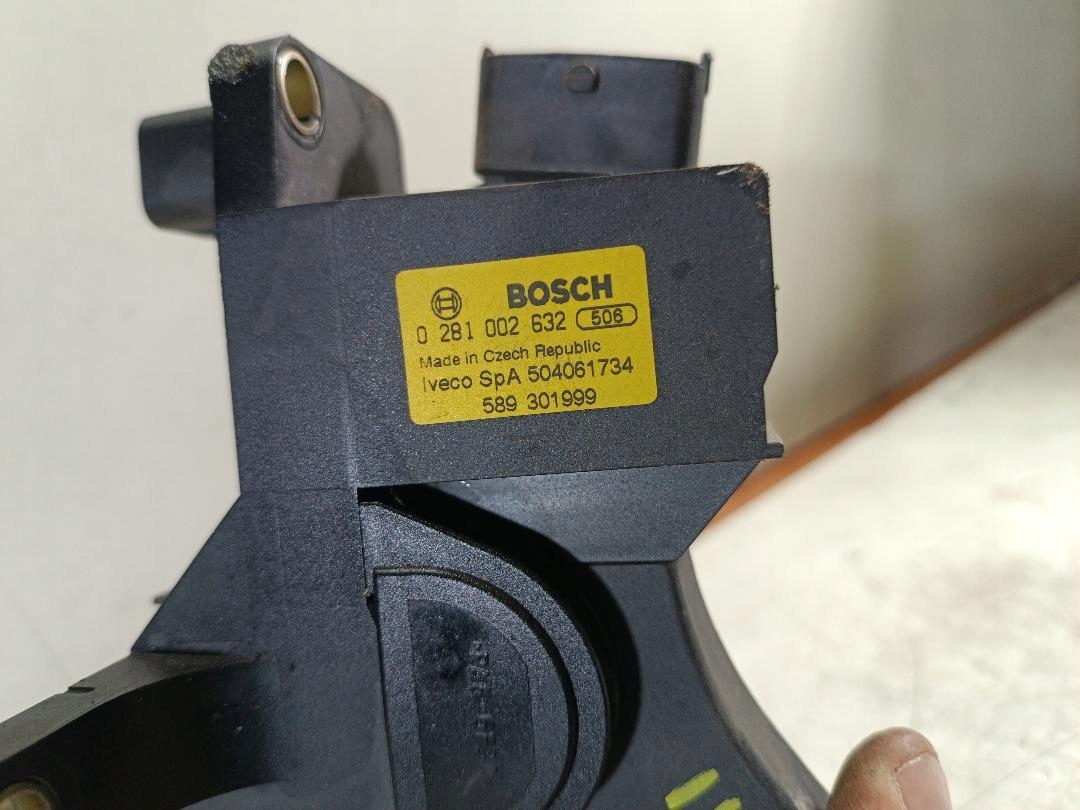 BOSCH
0 281 002 632 506
Made in Czech Republic
Iveco SpA 504061734
589 301999